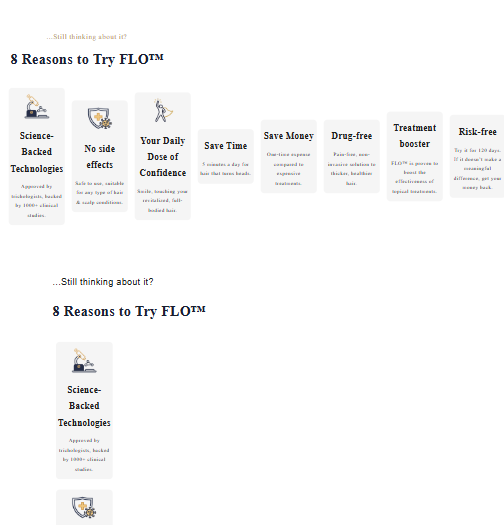 ...Still thinking about it?
8 Reasons to Try FLO™
Science-
Backed
Technologies
Approved by
trichologists, backed
by 1000+ clinical
studies.
No side
effects
Safe to use, suitable
for any type of hair
& scalp conditions.
Your Daily
Dose of
Confidence
Smile, touching your
revitalized, full-
bodied hair.
Save Time
5 minutes a day for
hair that turns heads.
Save Money
One-time expense
compared to
expensive
treatments.
Drug-free
Pain-free, non-
invasive solution to
thicker, healthier
hair.
Treatment
booster
FLO™ is proven to
boost the
effectiveness of
topical treatments.
Risk-free
Try it for 120 days.
If it doesn't make a
meaningful
difference, get your
money back.
...Still thinking about it?
8 Reasons to Try FLO™
Science-
Backed
Technologies
Approved by
trichologists, backed
by 1000+ clinical
studies.